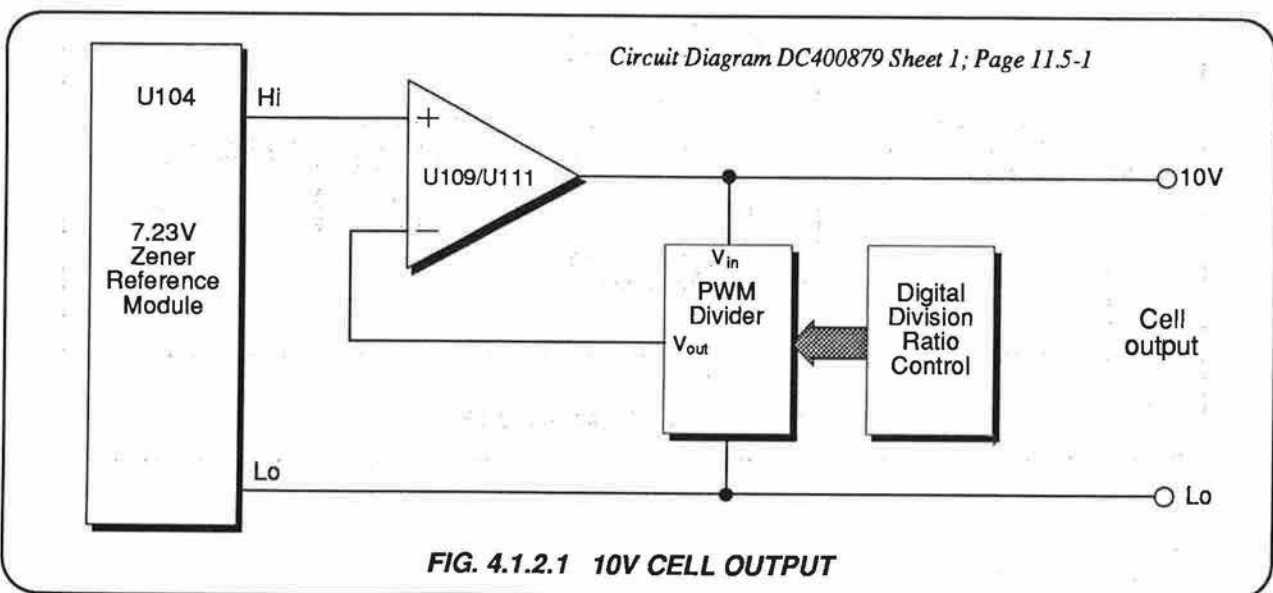 Circuit Diagram DC400879 Sheet 1; Page 11.5-1
U104
Hi
+
U109/U111
−
10V
7.23V
Zener
Reference
Module
Vin
PWM
Divider
Vout
Digital
Division
Ratio
Control
Cell
output
Lo
Lo
FIG. 4.1.2.1 10V CELL OUTPUT